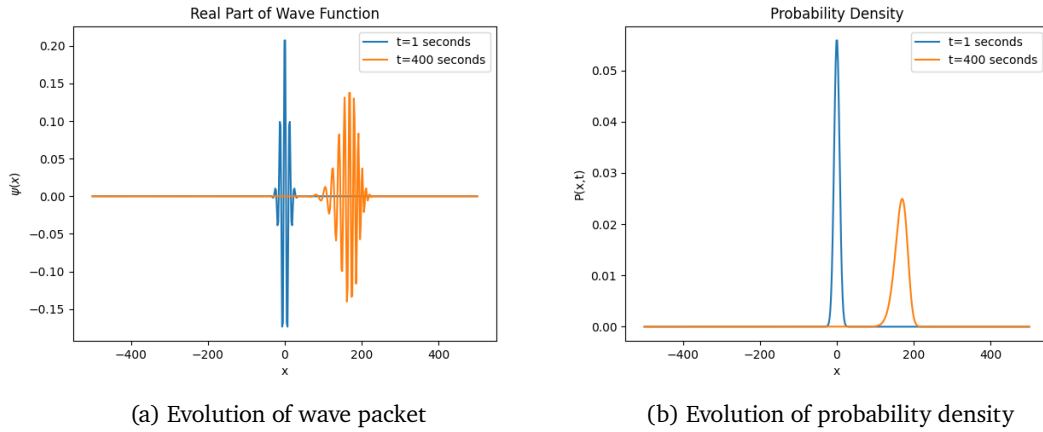 Real Part of Wave Function
t=1 seconds
t=400 seconds
0.20
0.15
0.10
0.05
0.00
−0.05
−0.10
−0.15
ψ(x)
−400
−200
0
200
400
x
(a) Evolution of wave packet
Probability Density
t=1 seconds
t=400 seconds
0.05
0.04
0.03
0.02
0.01
0.00
P(x,t)
−400
−200
0
200
400
x
(b) Evolution of probability density